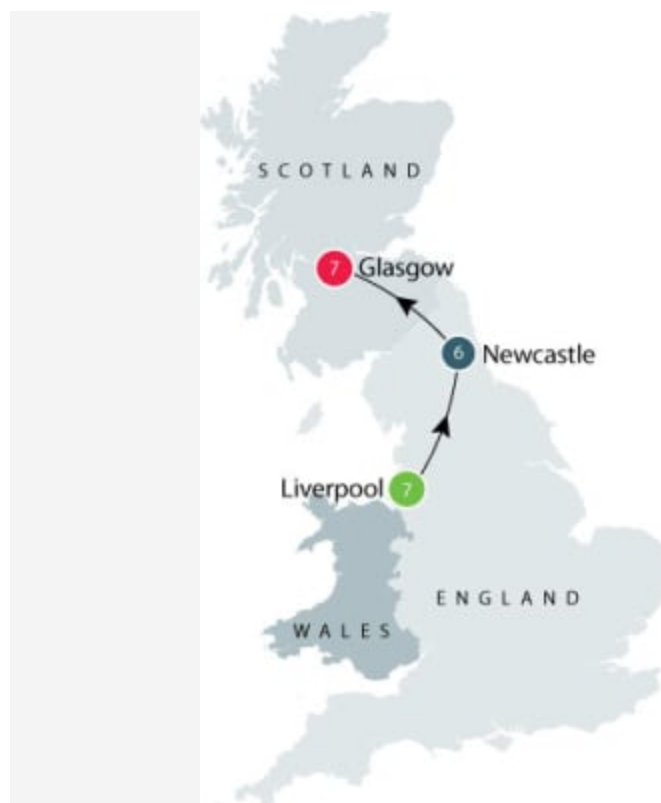 SCOTLAND
7 Glasgow
6 Newcastle
Liverpool 7
ENGLAND
WALES